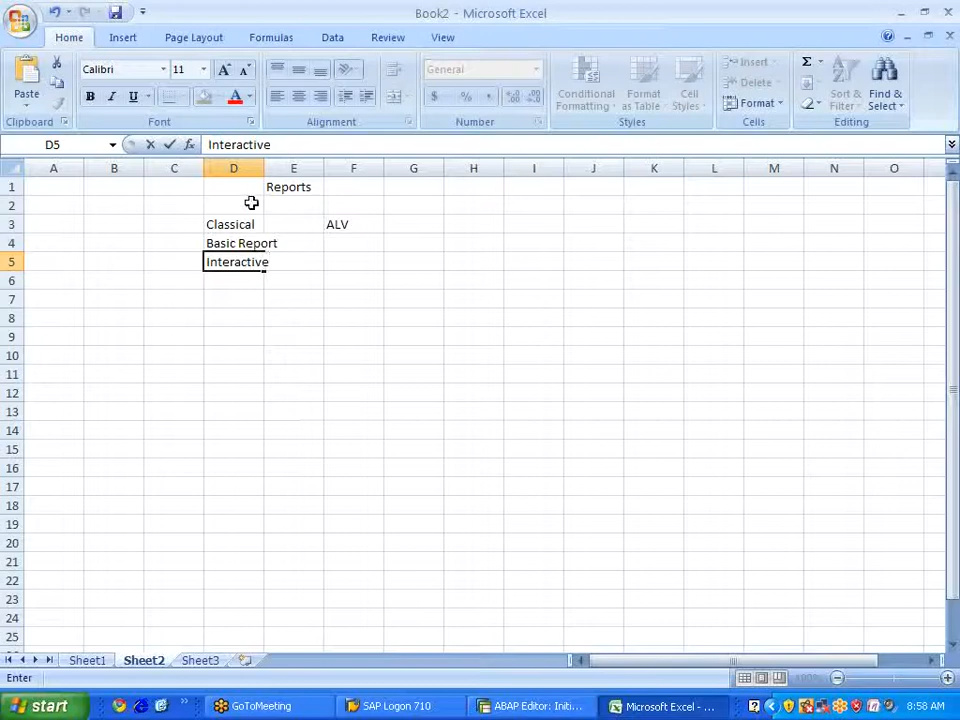 Book2 - Microsoft Excel
Home Insert Page Layout Formulas Data Review View
Paste
Calibri 11 A A
B I U A
General
$ % ,
Conditional Formatting
Format as Table
Cell Styles
Insert
Delete
Format
Σ
Sort & Filter
Find & Select
Clipboard Font Alignment Number Styles Cells Editing
D5 fx Interactive
A B C D E F G H I J K L M N O
1 Reports
2
3 Classical ALV
4 Basic Report
5 Interactive
6
7
8
9
10
11
12
13
14
15
16
17
18
19
20
21
22
23
24
25
Sheet1 Sheet2 Sheet3
Enter
start GoToMeeting SAP Logon 710 ABAP Editor: Initi... Microsoft Excel - ... 8:58 AM